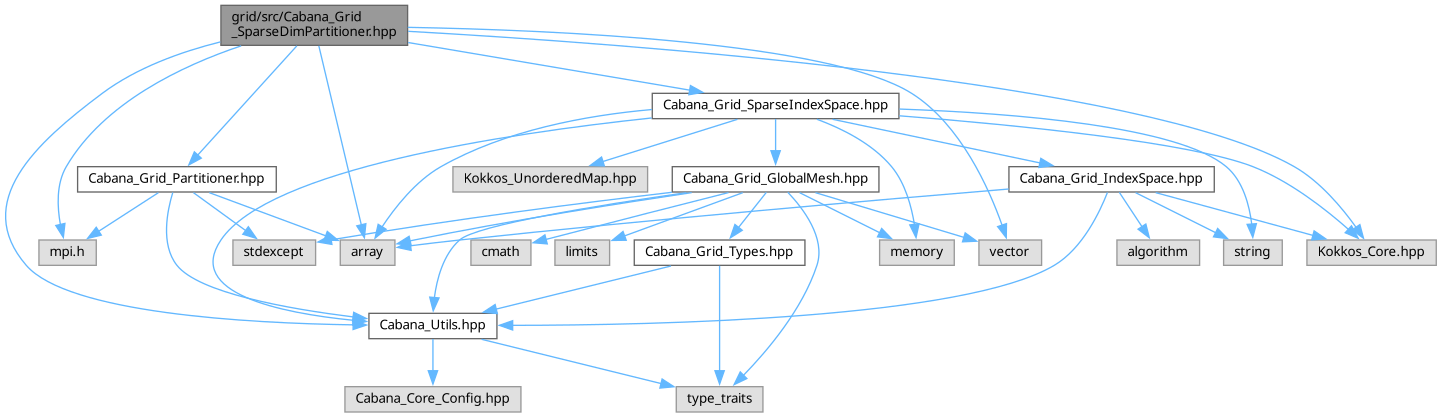 grid/src/Cabana_Grid
_SparseDimPartitioner.hpp
Cabana_Grid_SparseIndexSpace.hpp
Cabana_Grid_Partitioner.hpp
Kokkos_UnorderedMap.hpp
Cabana_Grid_GlobalMesh.hpp
Cabana_Grid_IndexSpace.hpp
mpi.h
stdexcept
array
cmath
limits
Cabana_Grid_Types.hpp
memory
vector
algorithm
string
Kokkos_Core.hpp
Cabana_Utils.hpp
Cabana_Core_Config.hpp
type_traits